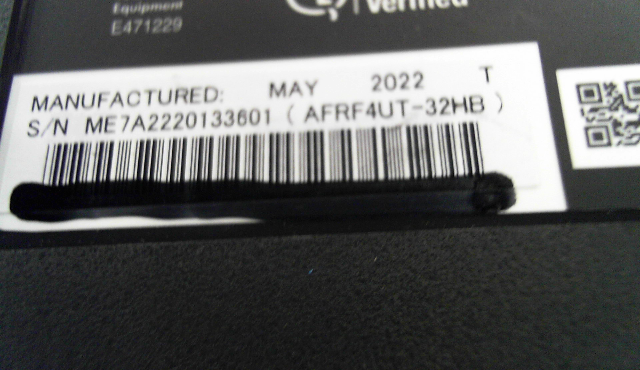 Equipment
E471229
Verified
MANUFACTURED: MAY 2022 T
S/N ME7A2220133601 ( AFRF4UT-32HB )